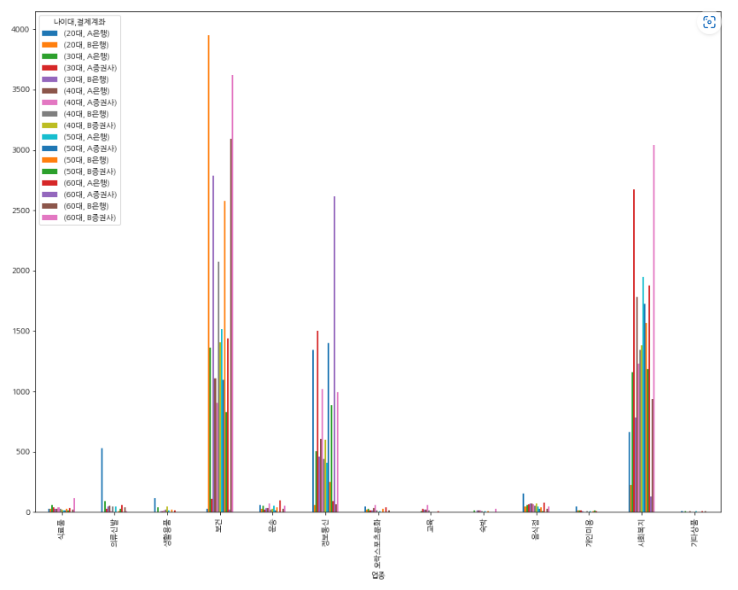 나이대,결제계좌
(20대, A은행)
(20대, B은행)
(30대, A은행)
(30대, A증권사)
(30대, B은행)
(40대, A은행)
(40대, A증권사)
(40대, B은행)
(40대, B증권사)
(50대, A은행)
(50대, A증권사)
(50대, B은행)
(50대, B증권사)
(60대, A은행)
(60대, A증권사)
(60대, B은행)
(60대, B증권사)
4000
3500
3000
2500
2000
1500
1000
500
0
식료품
의류신발
생활용품
보건
운송
정보통신
오락스포츠문화
교육
숙박
음식점
개인미용
사회복지
기타상품